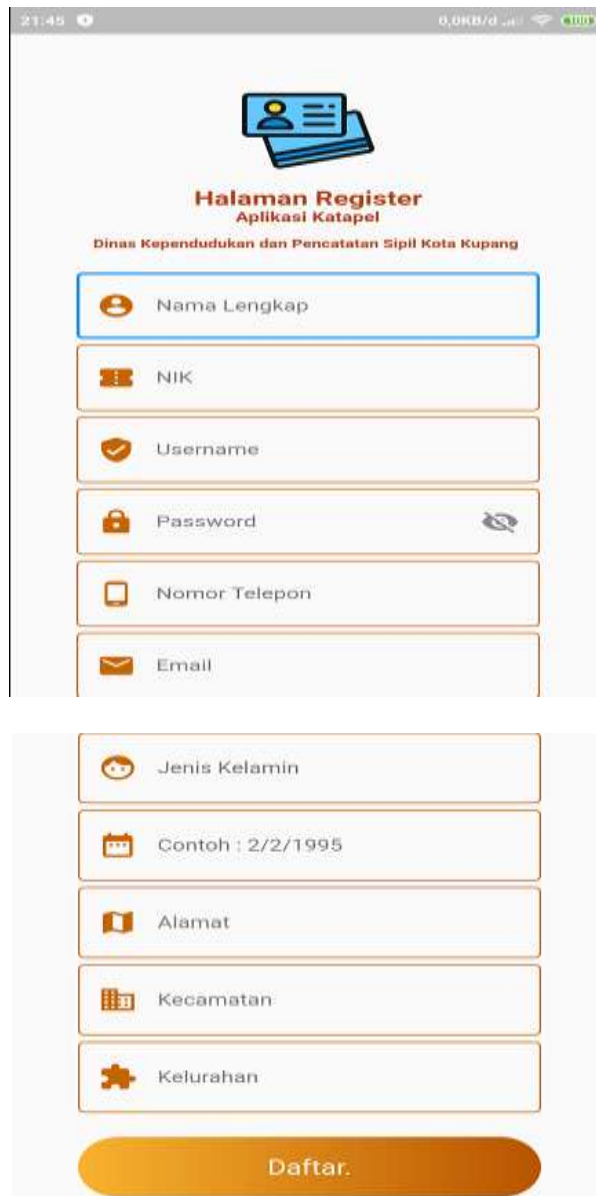 21:45
0,0KB/d
100
Halaman Register
Aplikasi Katapel
Dinas Kependudukan dan Pencatatan Sipil Kota Kupang
Nama Lengkap
NIK
Username
Password
Nomor Telepon
Email
Jenis Kelamin
Contoh : 2/2/1995
Alamat
Kecamatan
Kelurahan
Daftar.